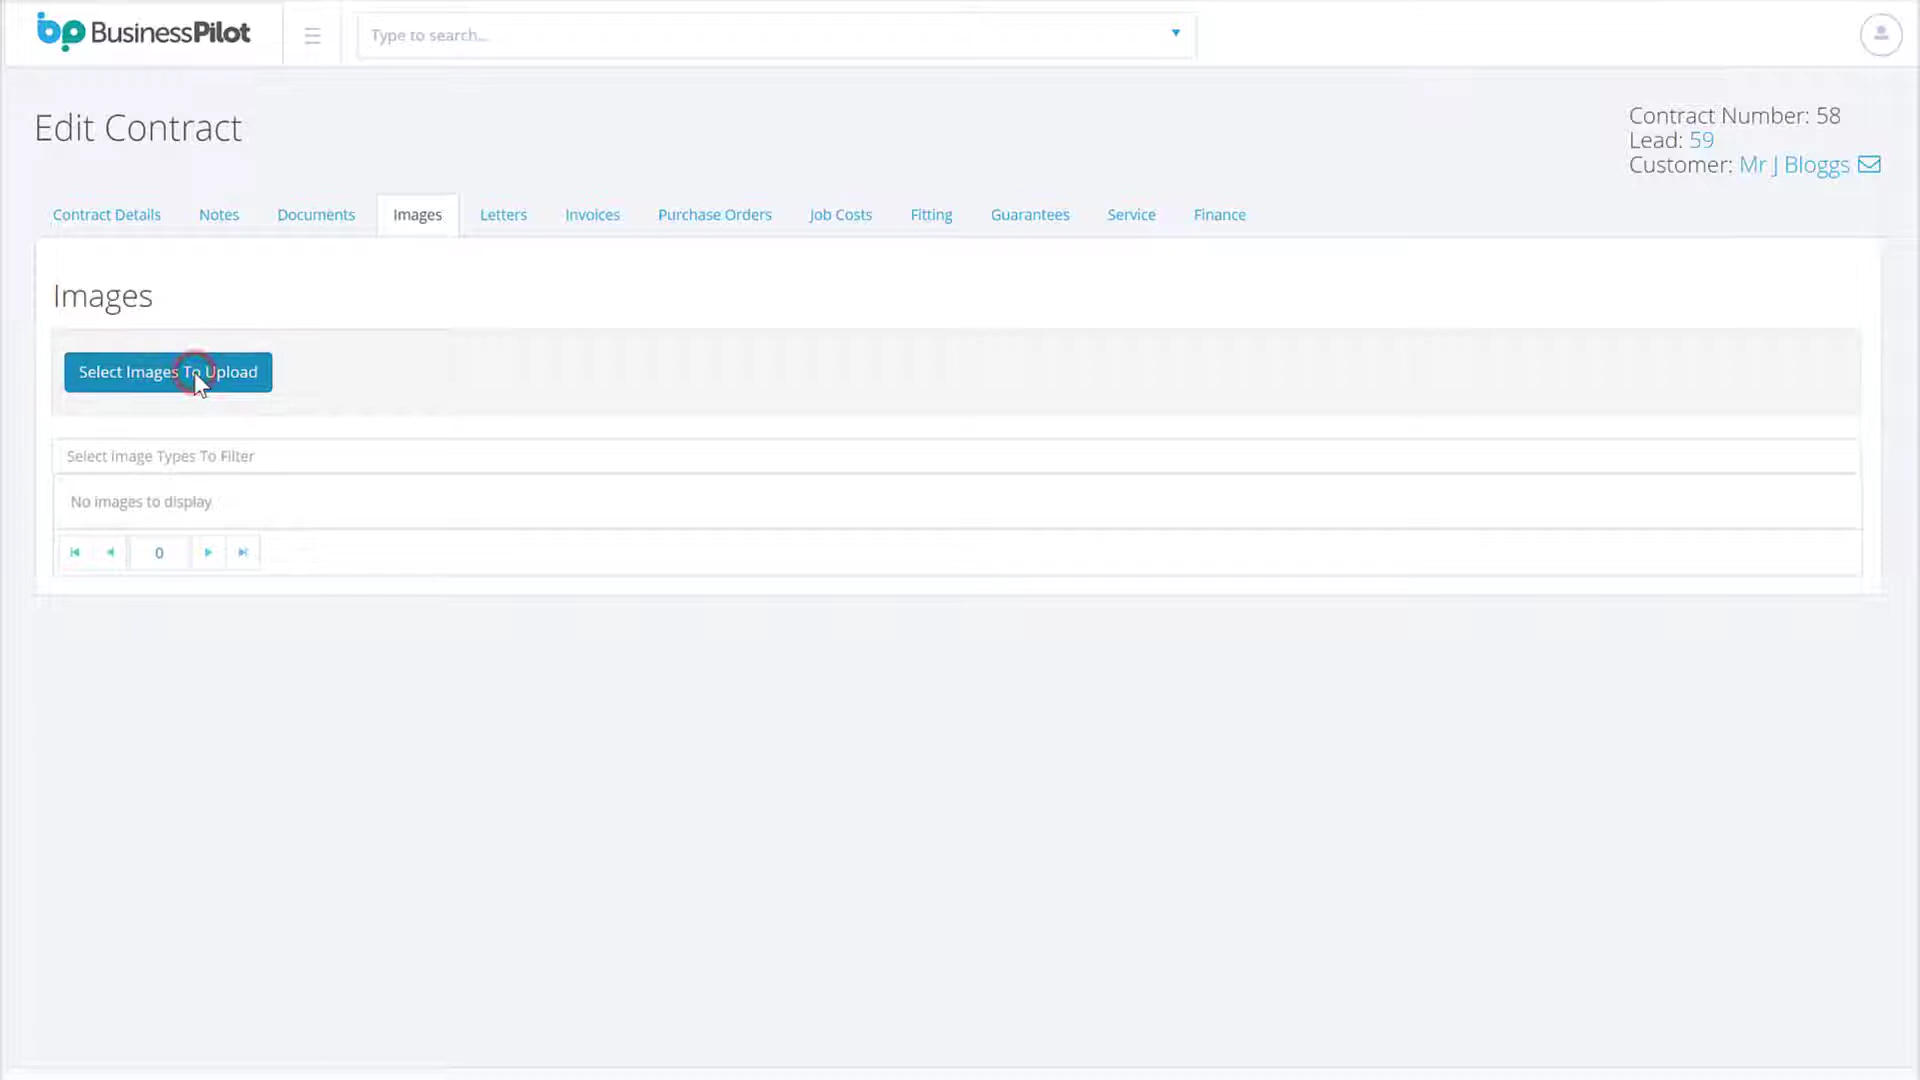 bp BusinessPilot
Type to search...
Edit Contract
Contract Number: 58
Lead: 59
Customer: Mr J Bloggs
Contract Details Notes Documents Images Letters Invoices Purchase Orders Job Costs Fitting Guarantees Service Finance
Images
Select Images To Upload
Select Image Types To Filter
No images to display
0